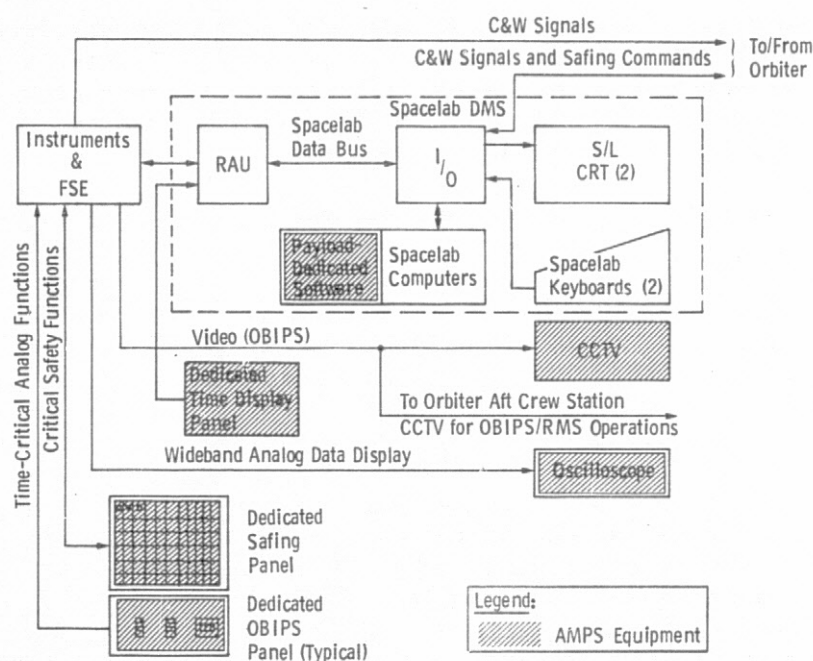 C&W Signals
C&W Signals and Safing Commands
To/From
Orbiter
Spacelab DMS
Instruments
&
FSE
RAU
Spacelab
Data Bus
I/O
S/L
CRT (2)
Payload-
Dedicated
Software
Spacelab
Computers
Spacelab
Keyboards (2)
Time-Critical Analog Functions
Critical Safety Functions
Video (OBIPS)
CCTV
Dedicated
Time Display
Panel
To Orbiter Aft Crew Station
CCTV for OBIPS/RMS Operations
Wideband Analog Data Display
Oscilloscope
Dedicated
Safing
Panel
Dedicated
OBIPS
Panel (Typical)
Legend:
AMPS Equipment